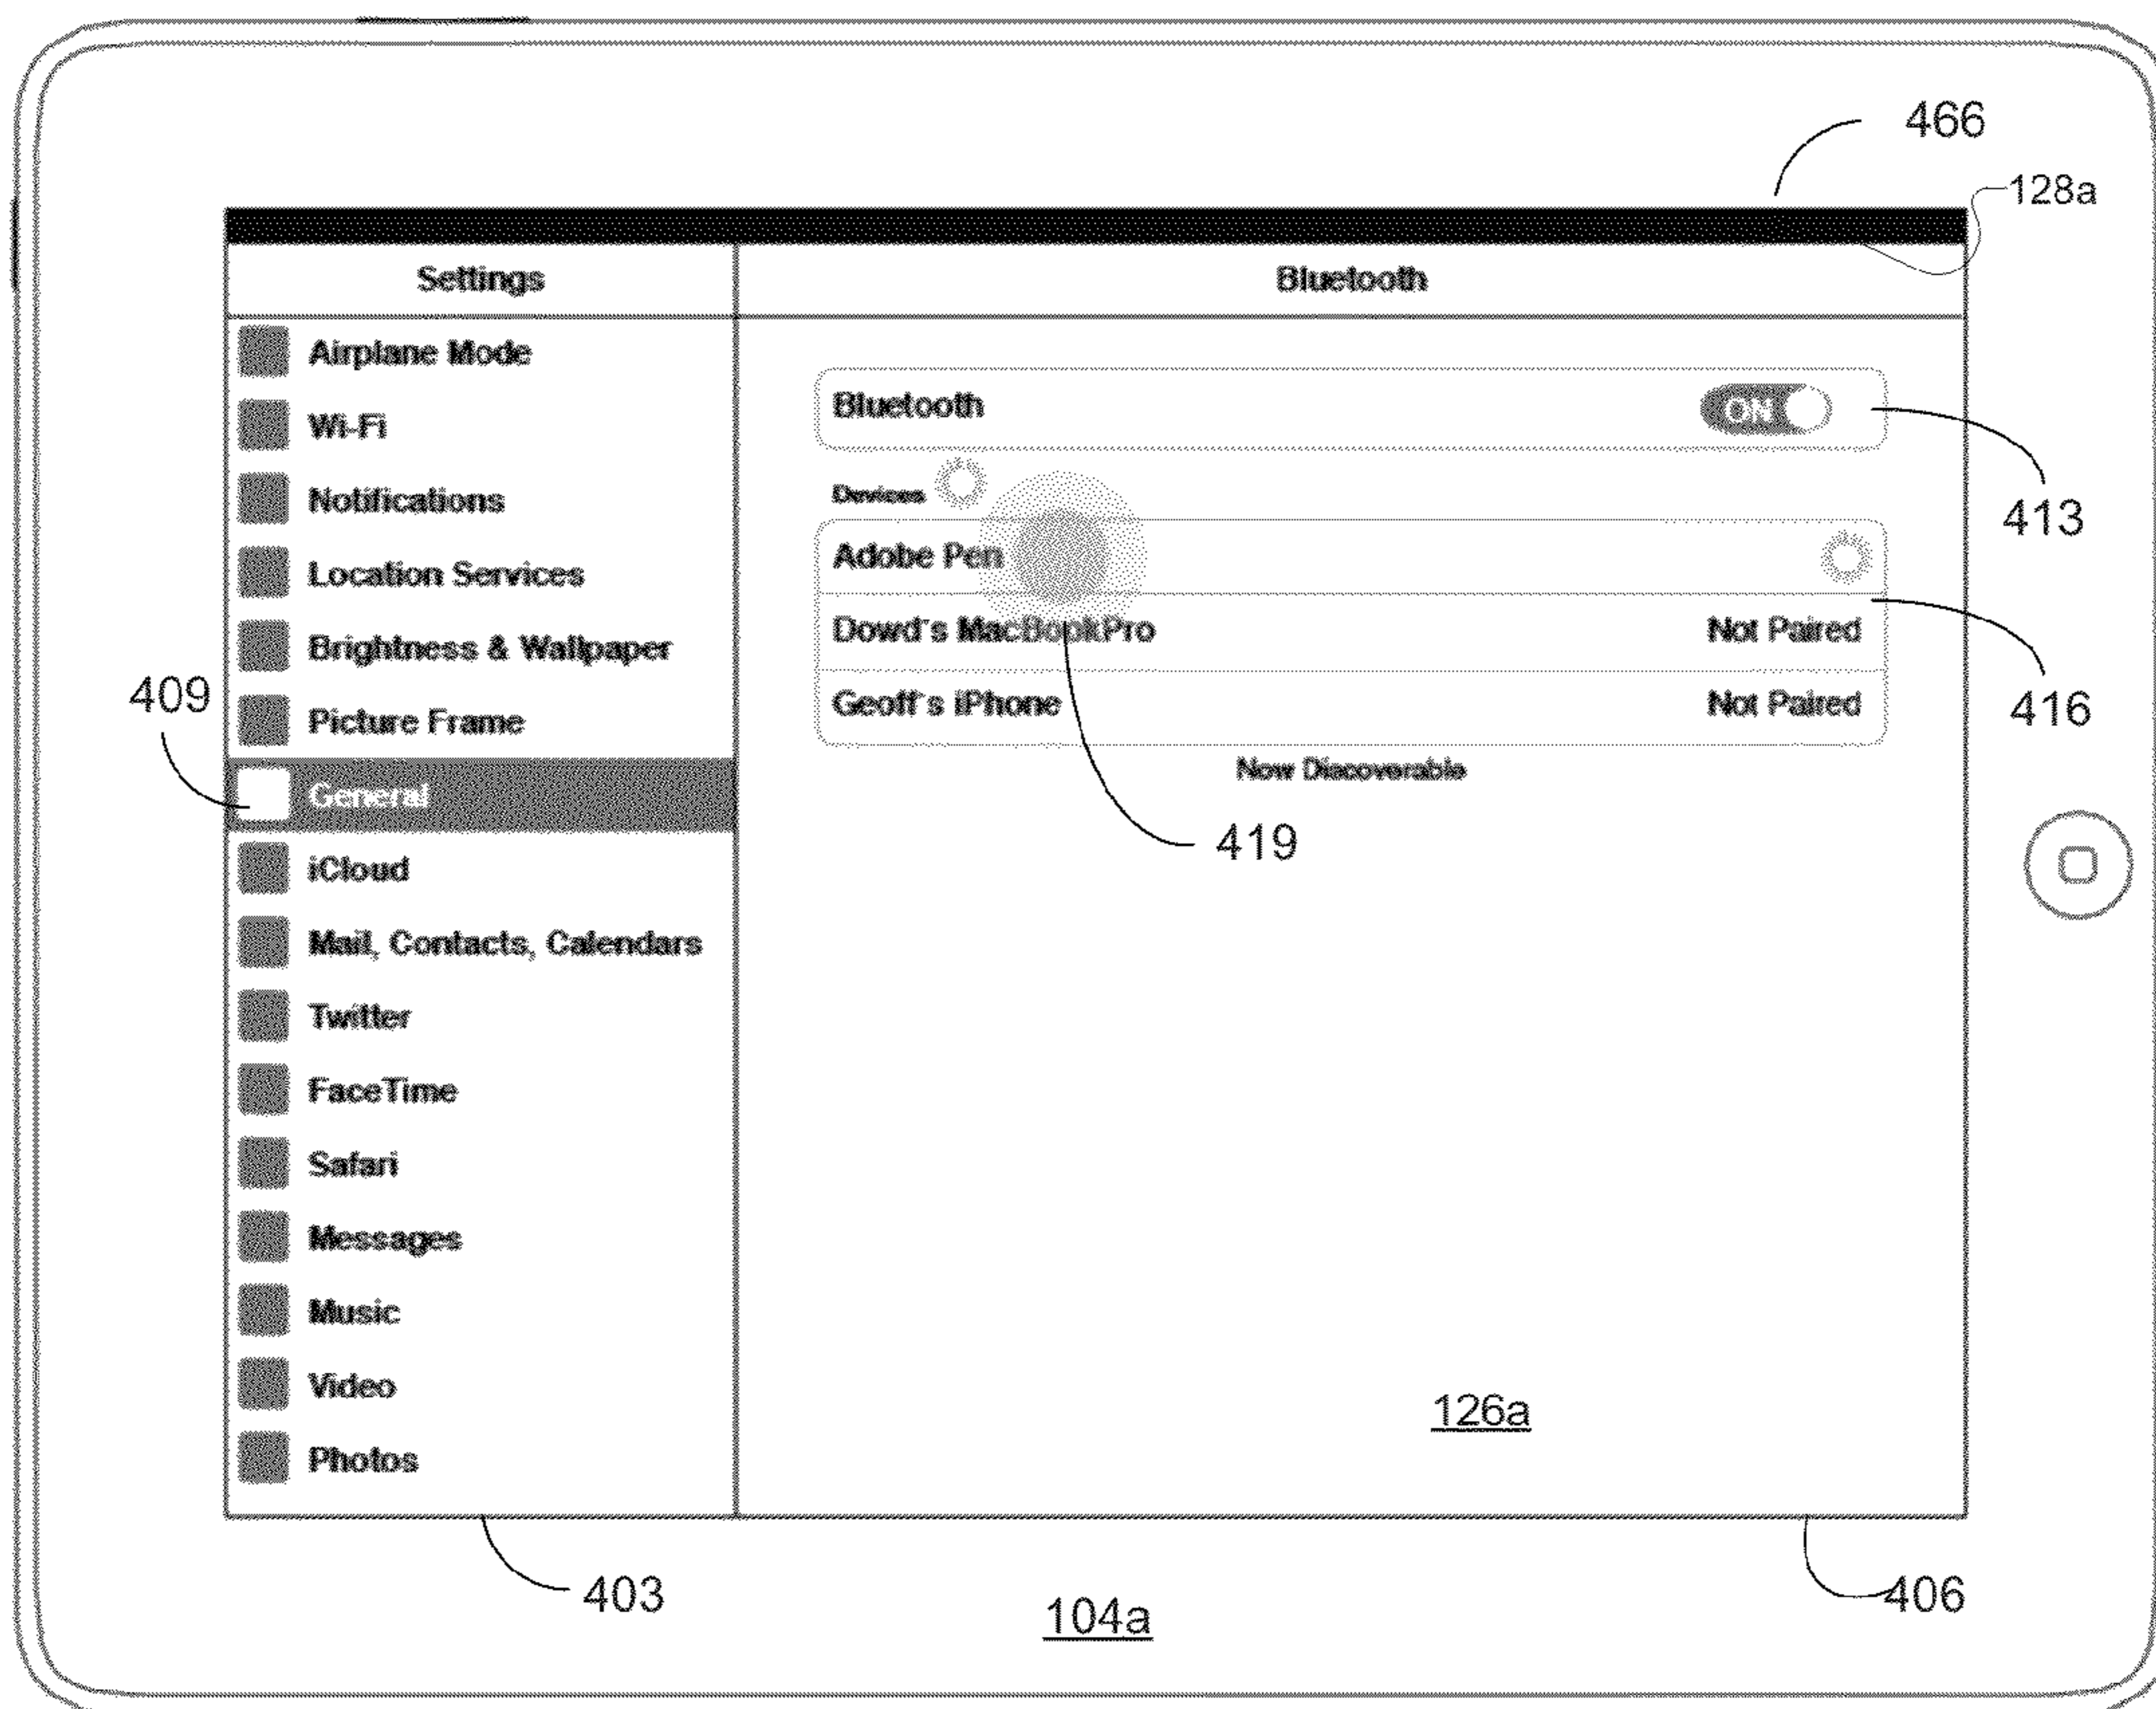 466
128a
Settings
Bluetooth
Airplane Mode
Wi-Fi
Notifications
Location Services
Brightness & Wallpaper
Picture Frame
General
iCloud
Mail, Contacts, Calendars
Twitter
FaceTime
Safari
Messages
Music
Video
Photos
Bluetooth ON
Devices
Adobe Pen
Dowd's MacBookPro Not Paired
Geoff's iPhone Not Paired
Now Discoverable
413
416
409
419
126a
403
406
104a